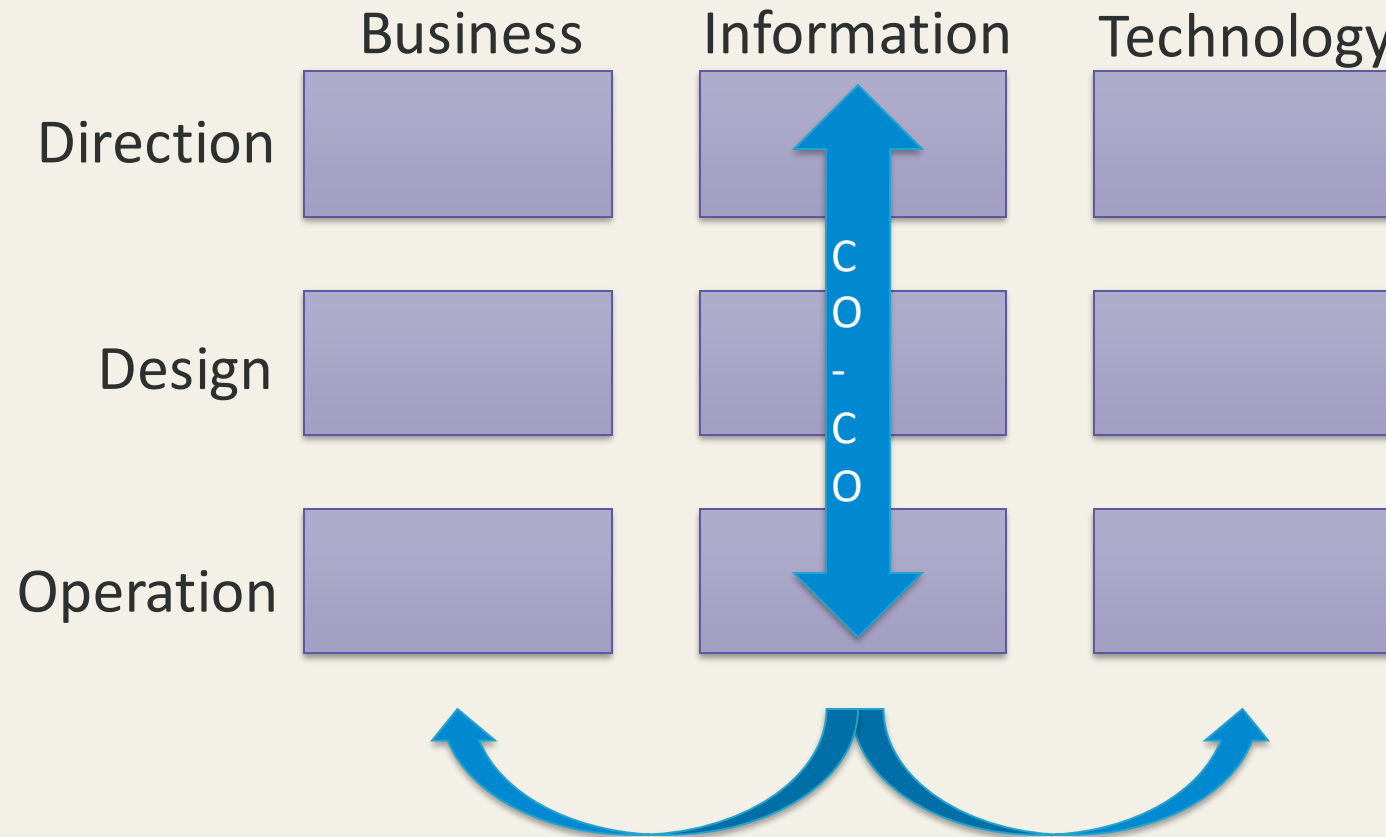 Business Information Technology
Direction
C
O
-
C
O
Design
Operation